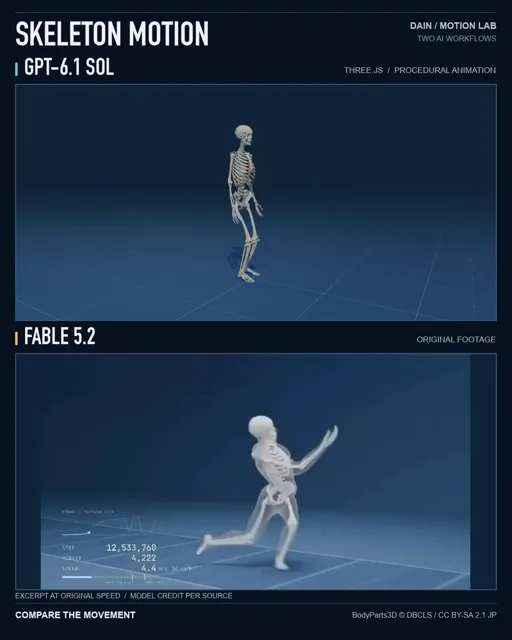 SKELETON MOTION
DAIN / MOTION LAB
TWO AI WORKFLOWS
GPT-6.1 SOL
THREE.JS / PROCEDURAL ANIMATION
FABLE 5.2
ORIGINAL FOOTAGE
STEP 12,533,760
4,222
SPEED 4.4 m/s
EXCERPT AT ORIGINAL SPEED / MODEL CREDIT PER SOURCE
COMPARE THE MOVEMENT
BodyParts3D © DBCLS / CC BY-SA 2.1 JP